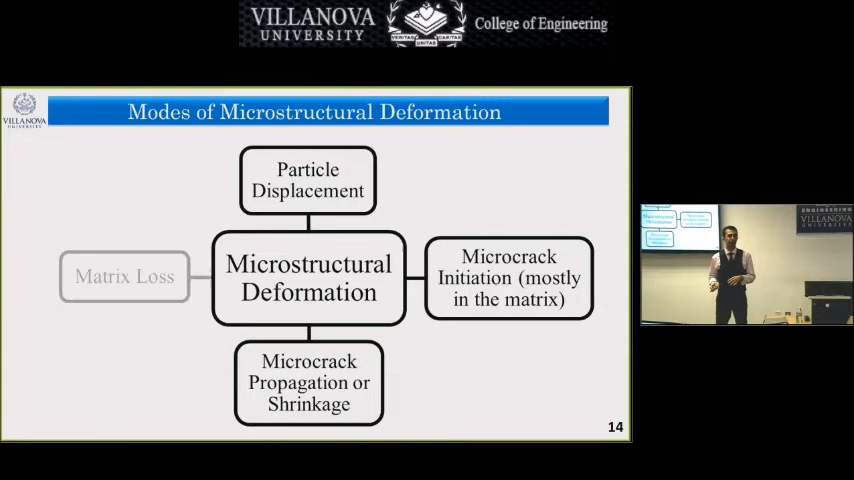 VILLANOVA
UNIVERSITY
VERITAS
UNITAS
CARITAS
College of Engineering
VILLANOVA
UNIVERSITY
Modes of Microstructural Deformation
Particle
Displacement
Matrix Loss
Microstructural
Deformation
Microcrack
Initiation (mostly
in the matrix)
Microcrack
Propagation or
Shrinkage
14
ENGINEERING
VILLANOVA
UNIVERSITY